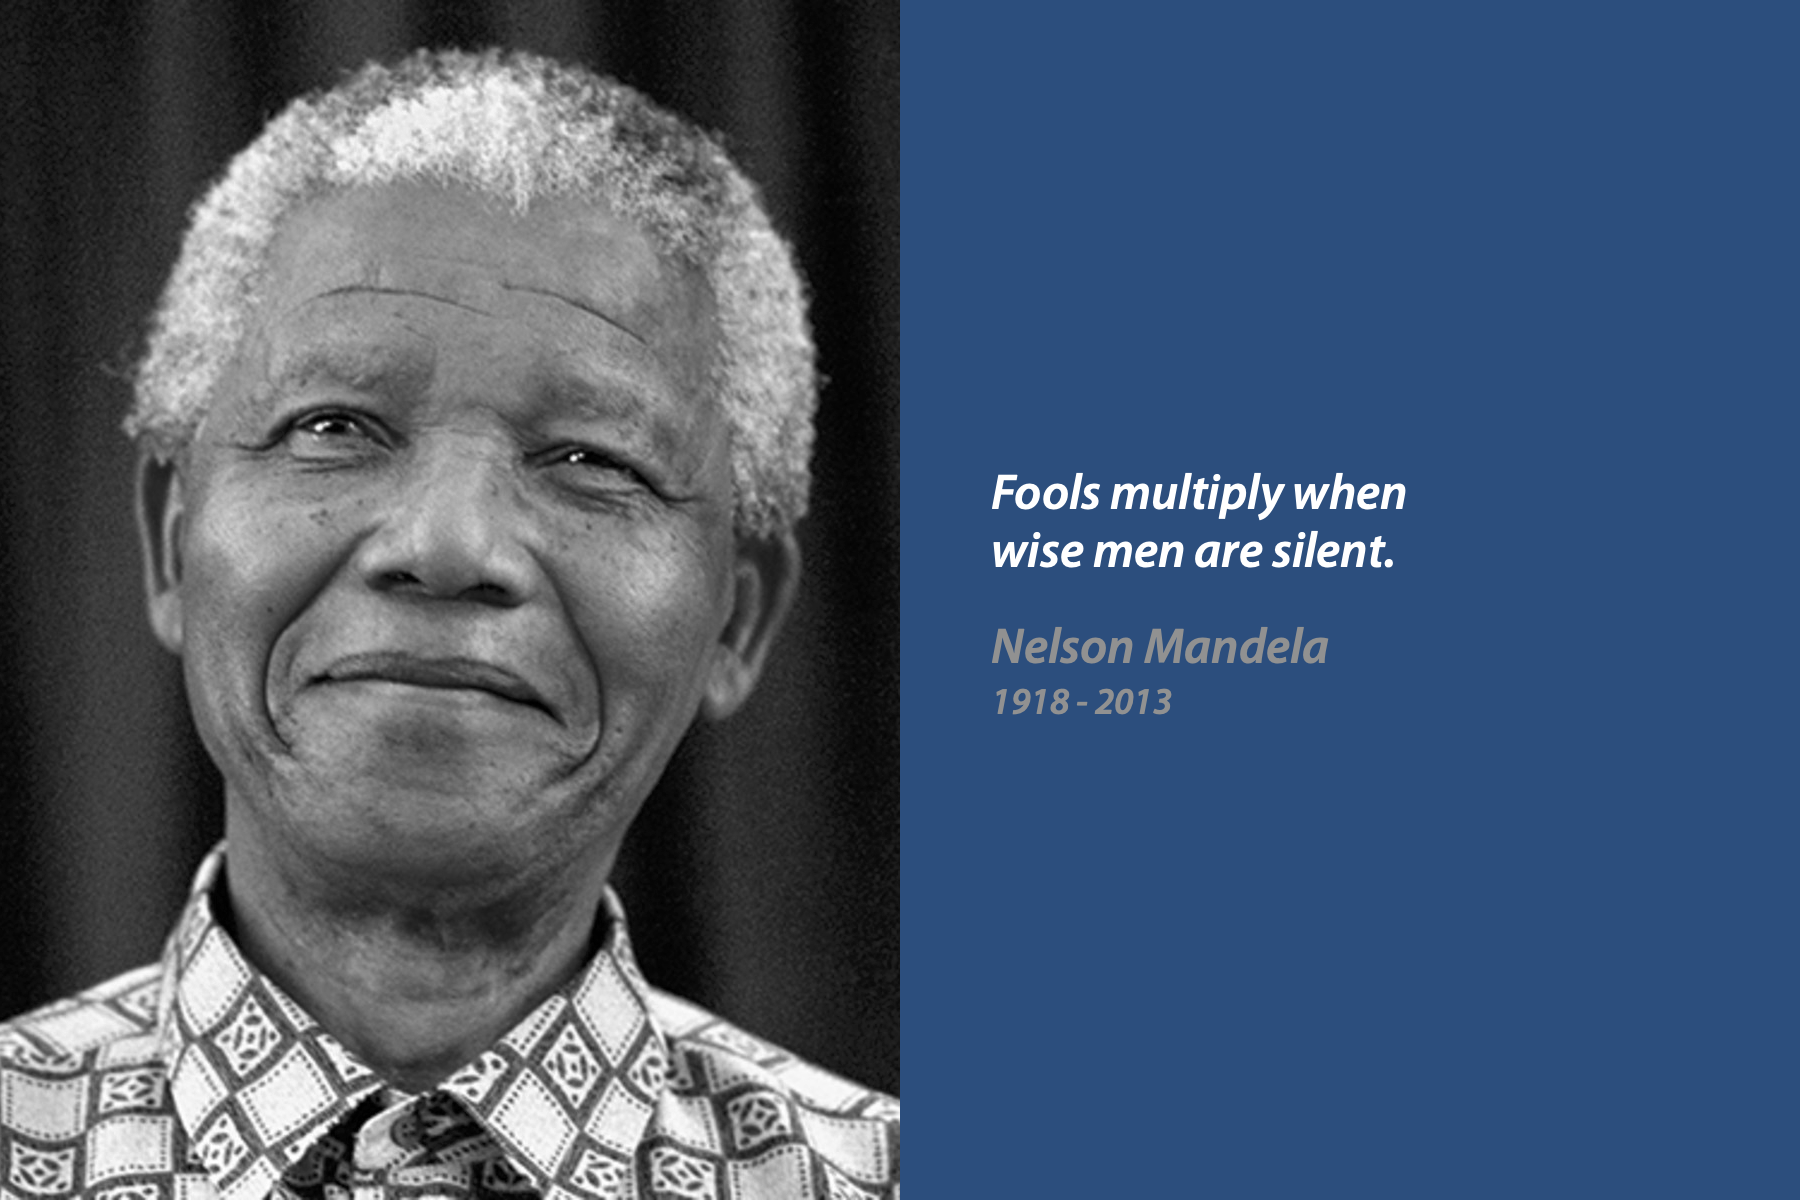 Fools multiply when
wise men are silent.
Nelson Mandela
1918 - 2013